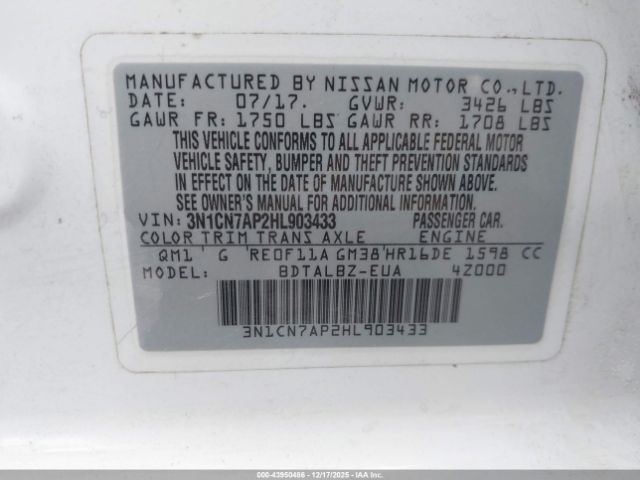 MANUFACTURED BY NISSAN MOTOR CO.,LTD.
DATE: 07/17. GVWR: 3426 LBS
GAWR FR: 1750 LBS GAWR RR: 1708 LBS
THIS VEHICLE CONFORMS TO ALL APPLICABLE FEDERAL MOTOR
VEHICLE SAFETY, BUMPER AND THEFT PREVENTION STANDARDS
IN EFFECT ON THE DATE OF MANUFACTURE SHOWN ABOVE.
SEE OWNER'S MANUAL FOR ADDITIONAL INFORMATION.
VIN: 3N1CN7AP2HL903433 PASSENGER CAR.
COLOR TRIM TRANS AXLE ENGINE
QM1 G RE0F11A GM38 HR16DE 1598 CC
MODEL: BDTALBZ-EUA 4Z000
3N1CN7AP2HL903433
000-43950486 - 12/17/2025 - Copart